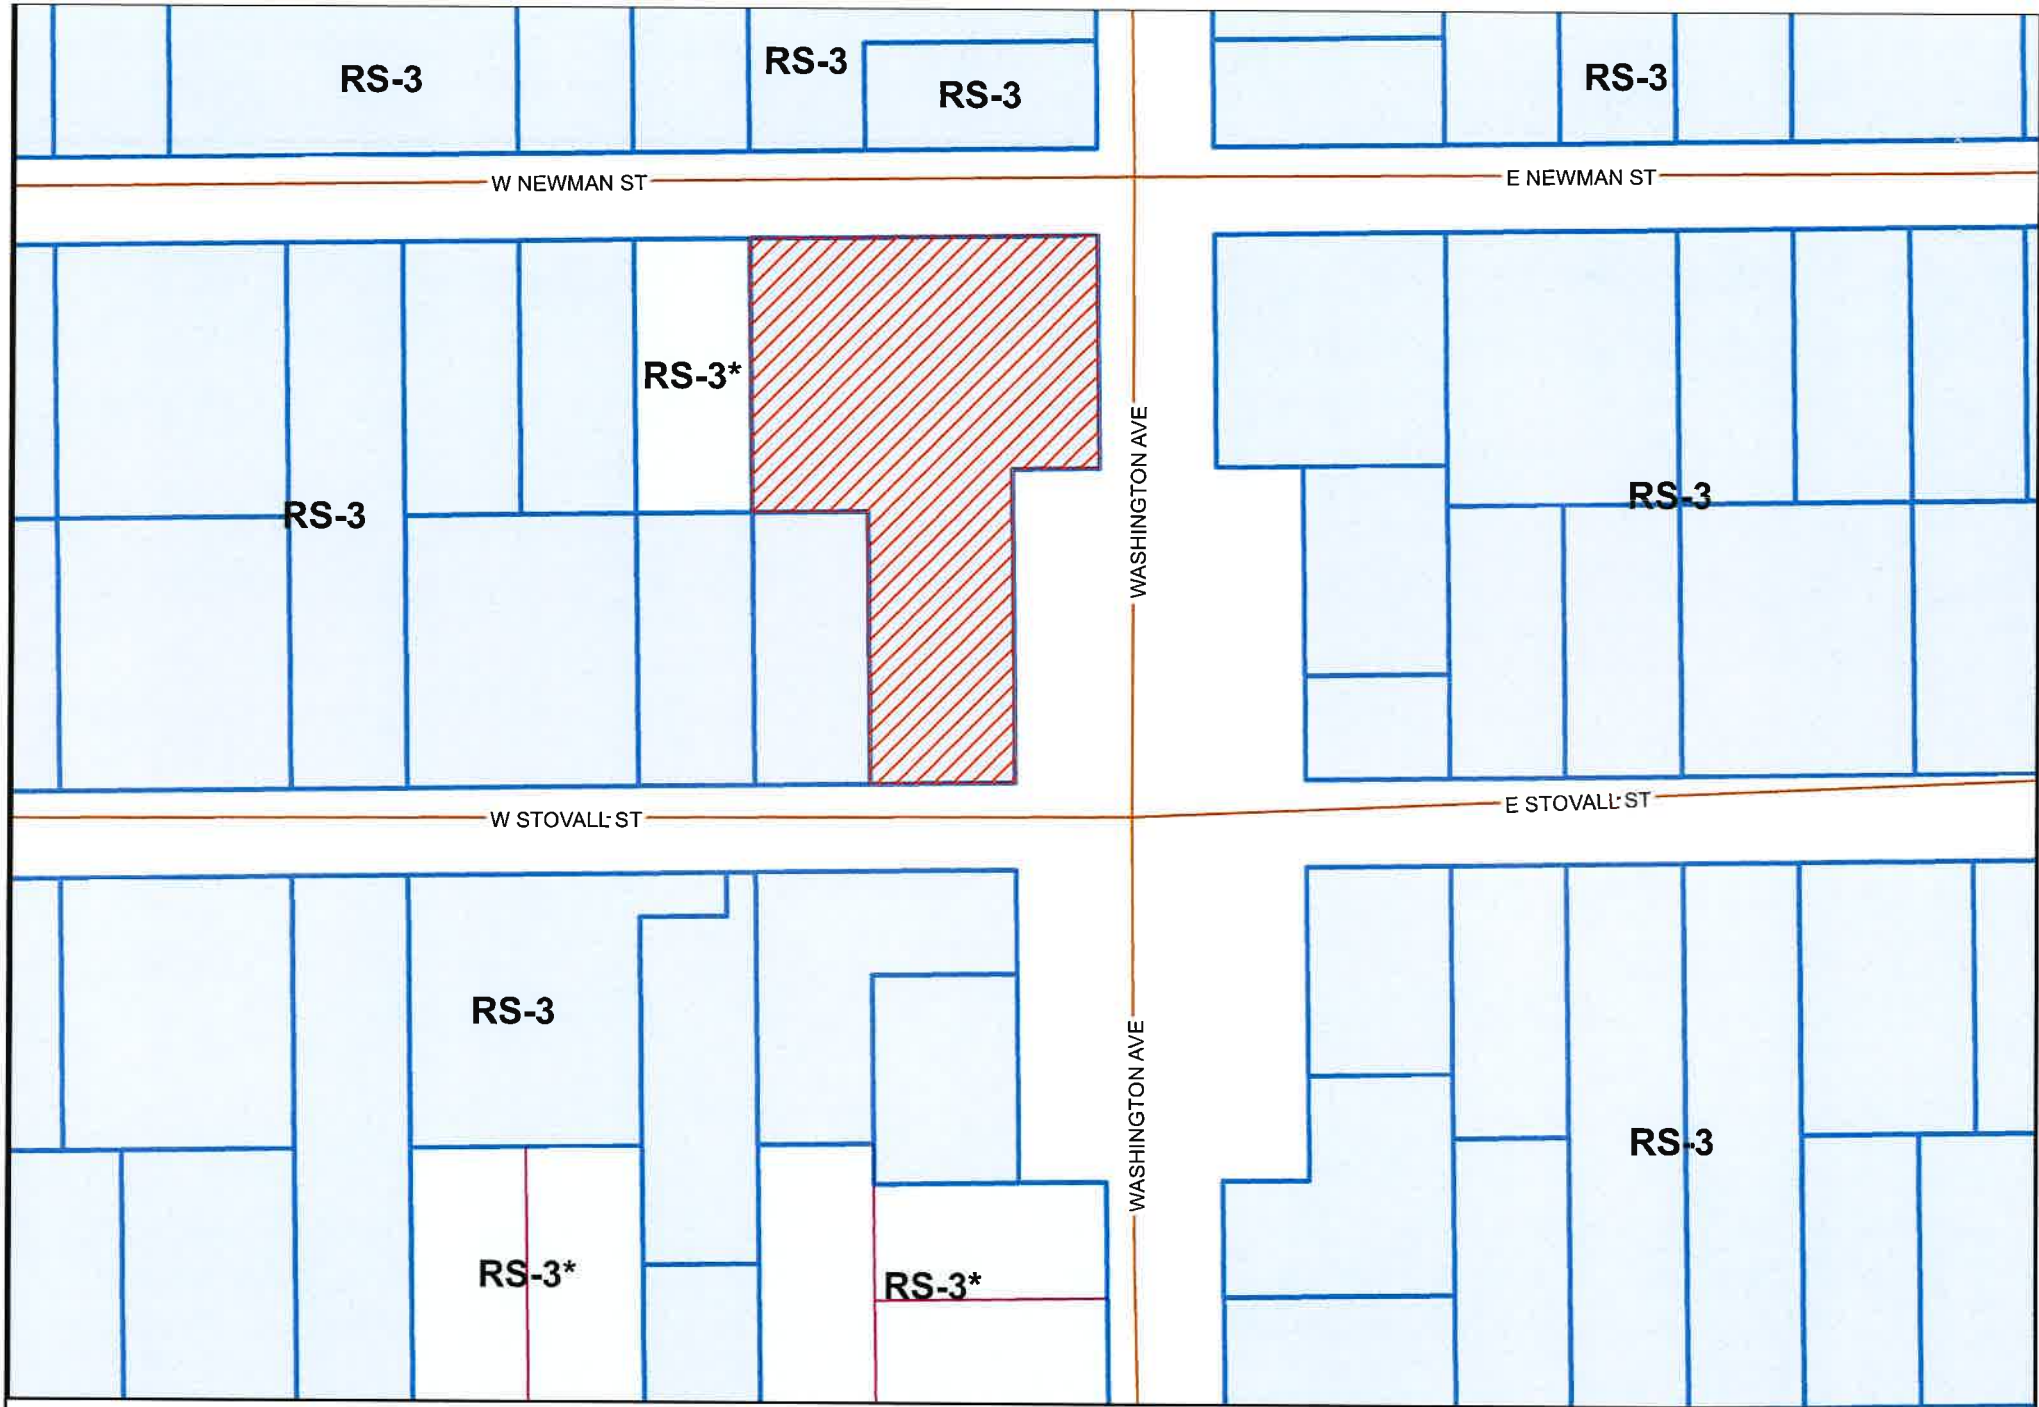 RS-3
RS-3
RS-3
RS-3
W NEWMAN ST
E NEWMAN ST
RS-3*
WASHINGTON AVE
RS-3
RS-3
W STOVALL ST
E STOVALL ST
RS-3
WASHINGTON AVE
RS-3
RS-3*
RS-3*